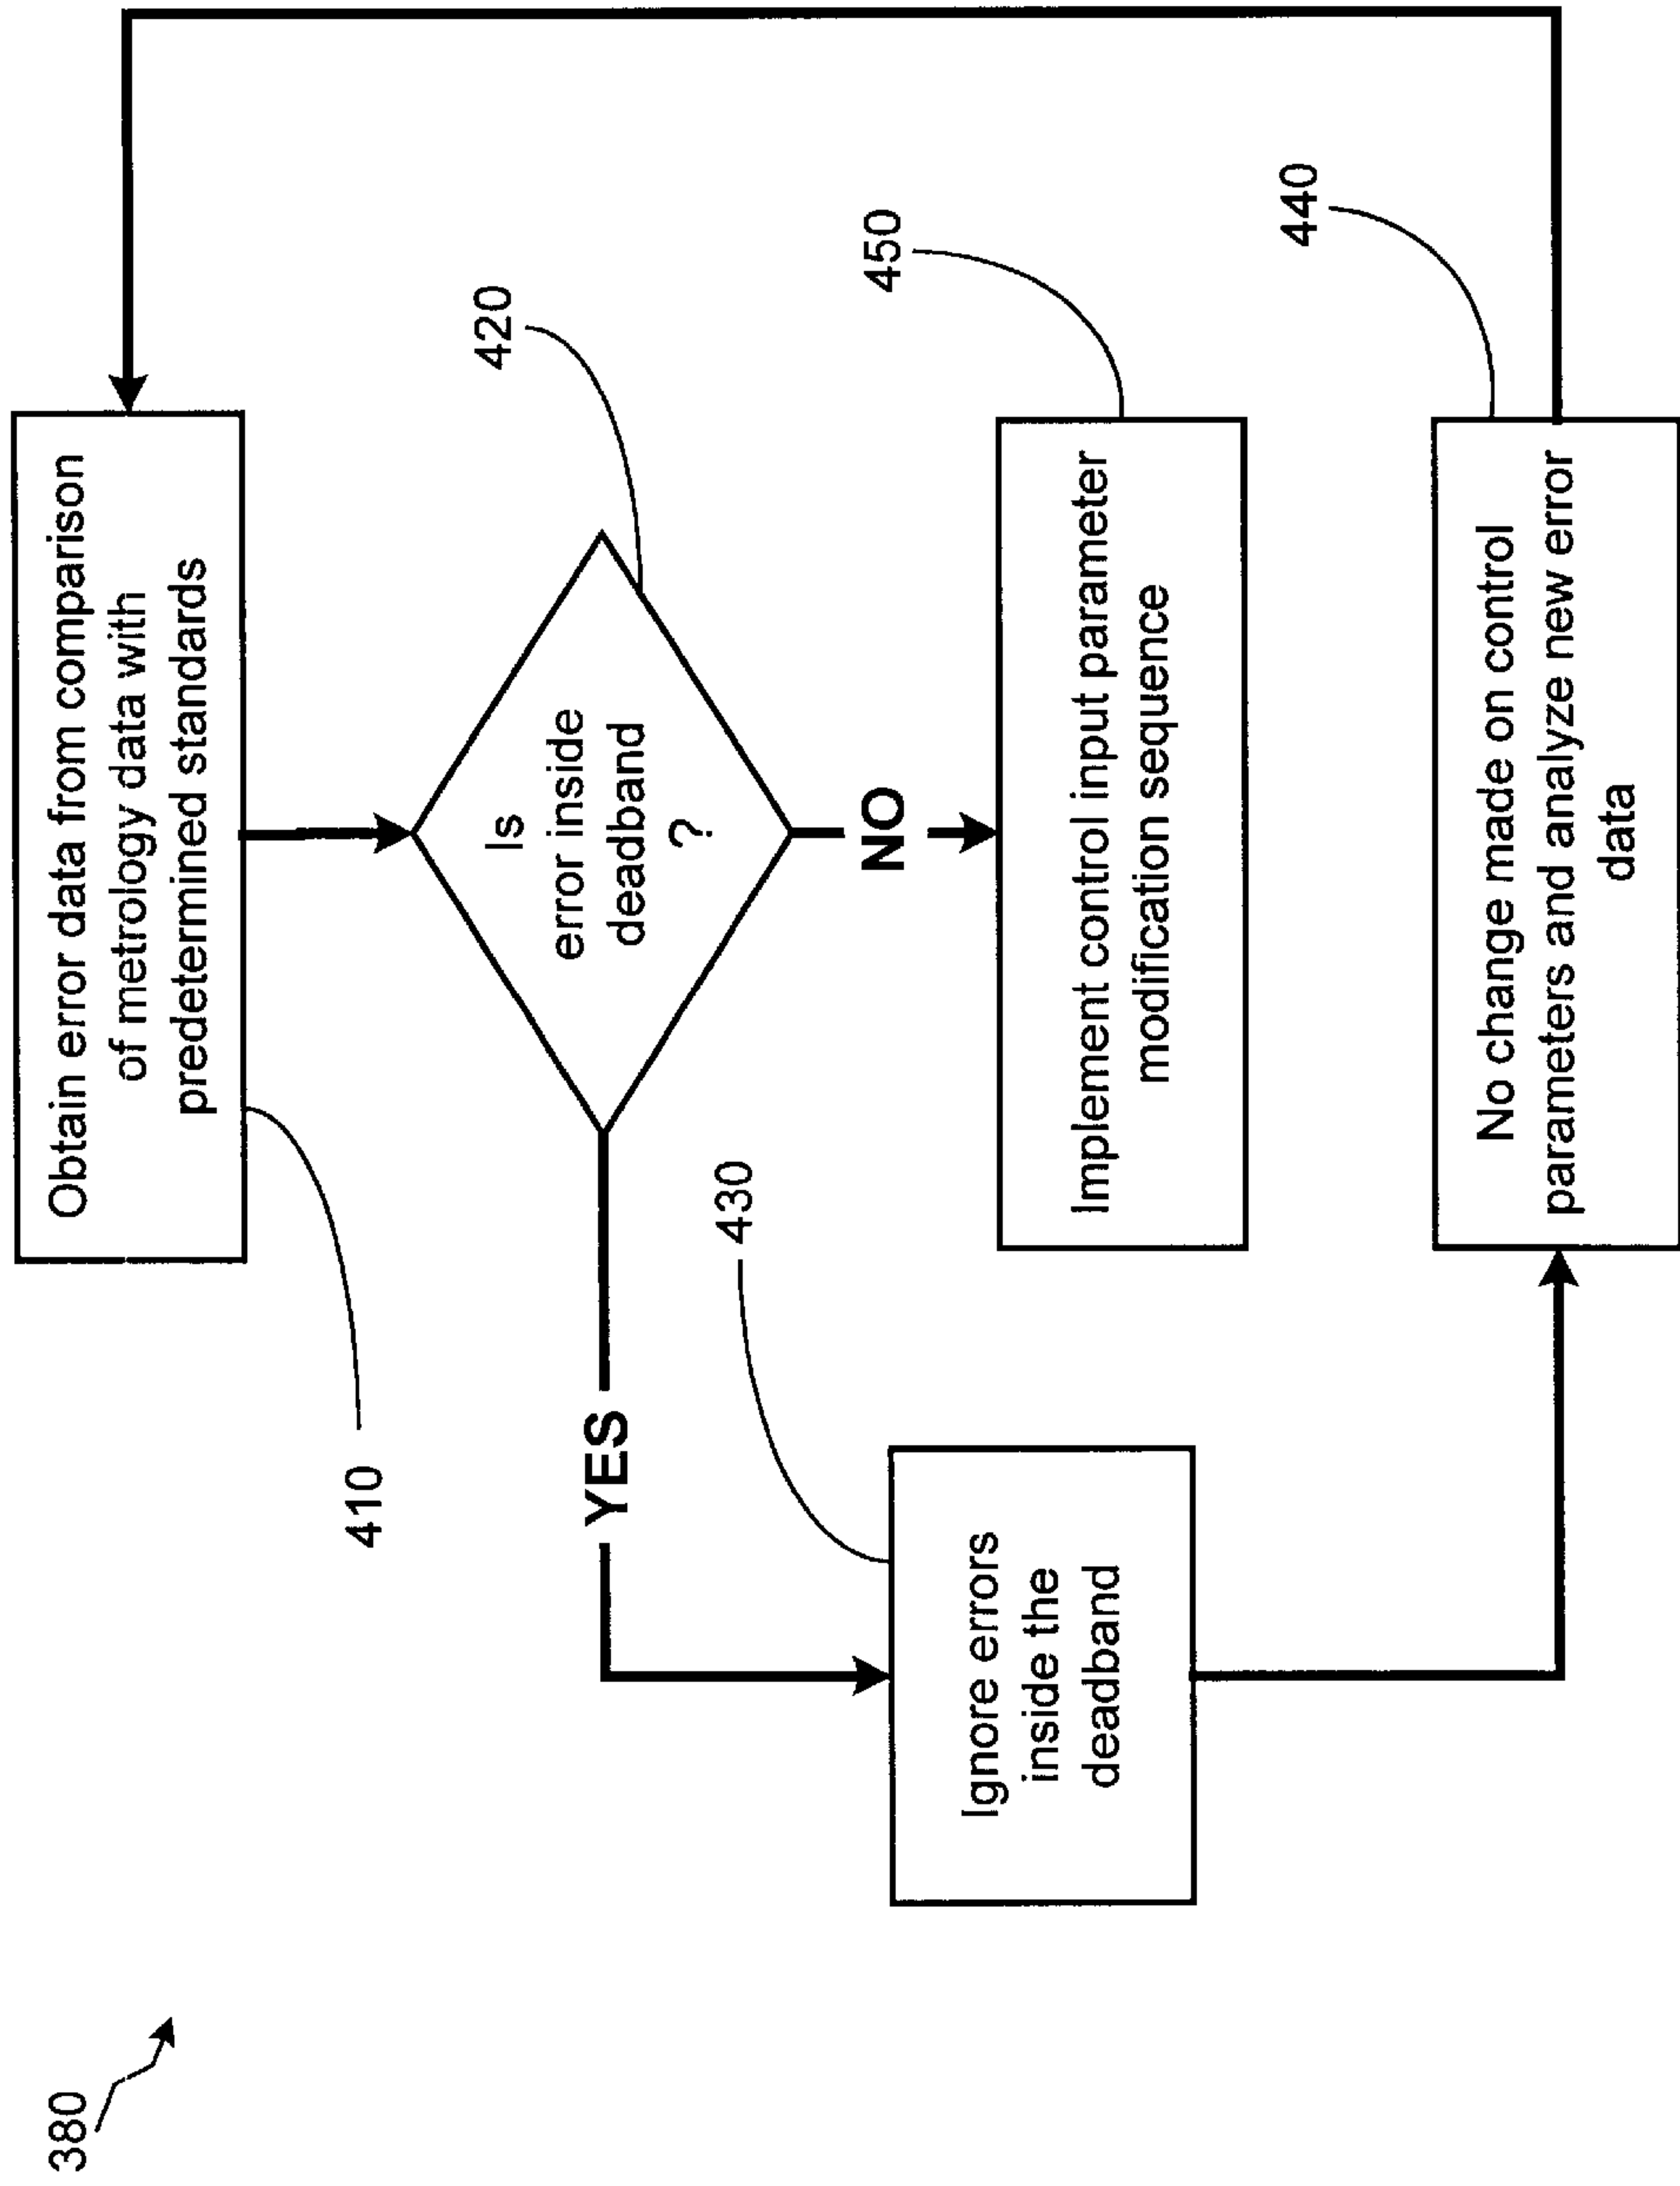 380
Obtain error data from comparison
of metrology data with
predetermined standards
410
Is
error inside
deadband
?
420
YES
430
Ignore errors
inside the
deadband
NO
450
Implement control input parameter
modification sequence
440
No change made on control
parameters and analyze new error
data